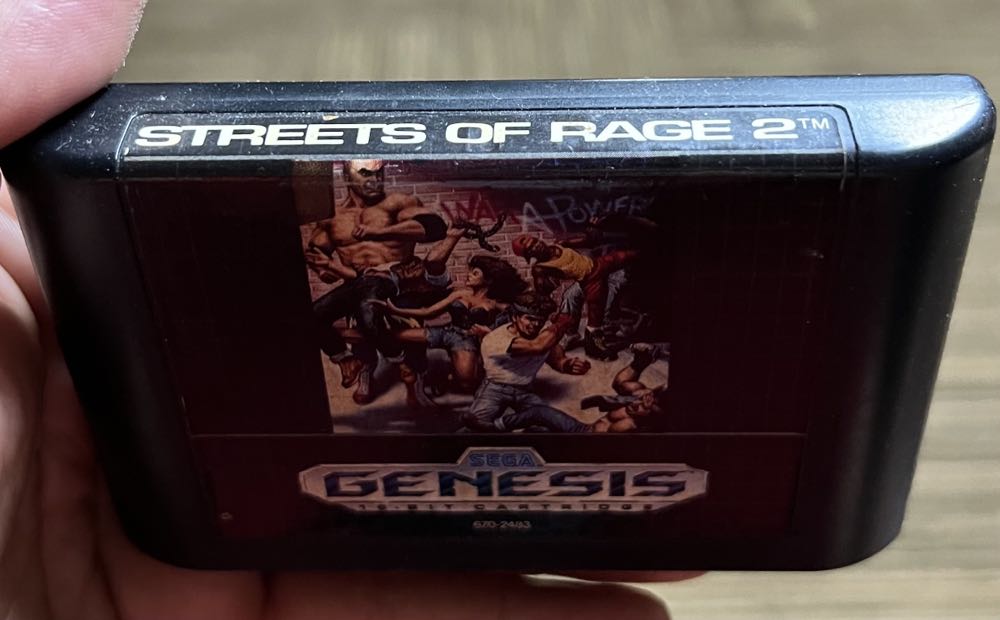 STREETS OF RAGE 2™
SEGA
GENESIS
16-BIT CARTRIDGE
670-2483